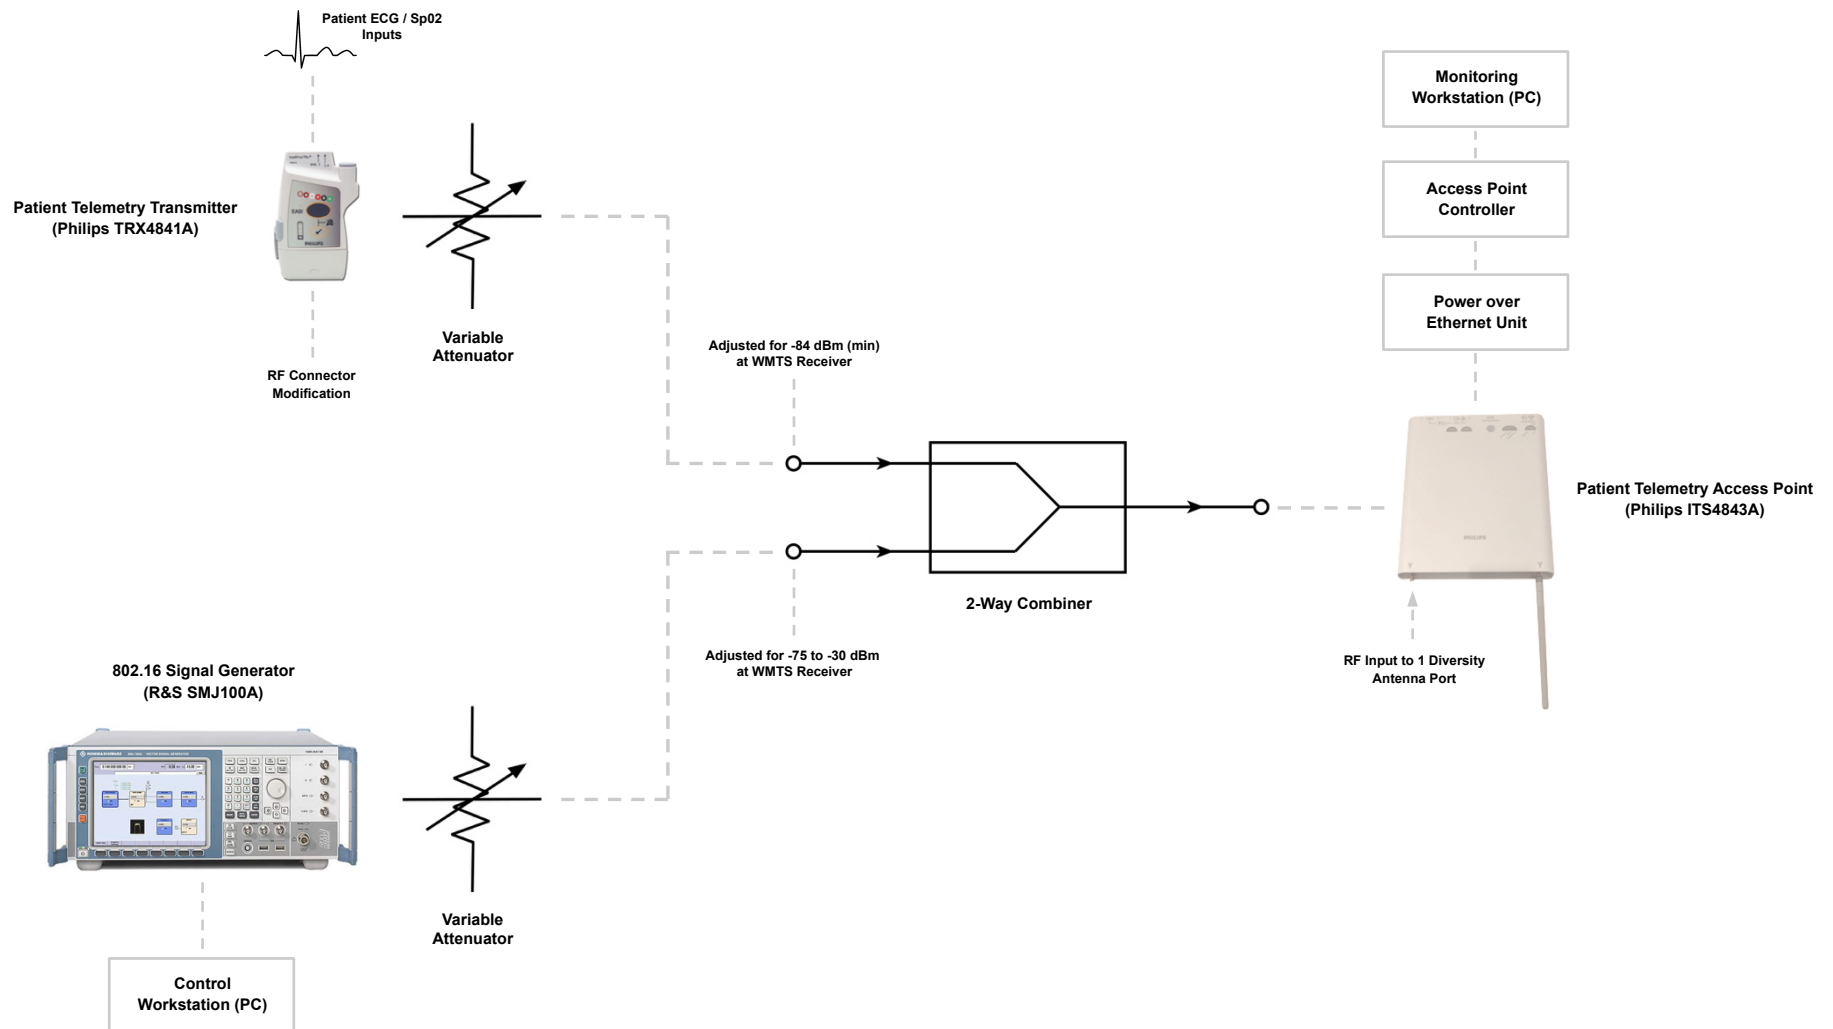 Patient ECG / Sp02
Inputs
Patient Telemetry Transmitter
(Philips TRX4841A)
PHILIPS
RF Connector
Modification
Variable
Attenuator
Adjusted for -84 dBm (min)
at WMTS Receiver
2-Way Combiner
Adjusted for -75 to -30 dBm
at WMTS Receiver
802.16 Signal Generator
(R&S SMJ100A)
Variable
Attenuator
Control
Workstation (PC)
Monitoring
Workstation (PC)
Access Point
Controller
Power over
Ethernet Unit
PHILIPS
Patient Telemetry Access Point
(Philips ITS4843A)
RF Input to 1 Diversity
Antenna Port